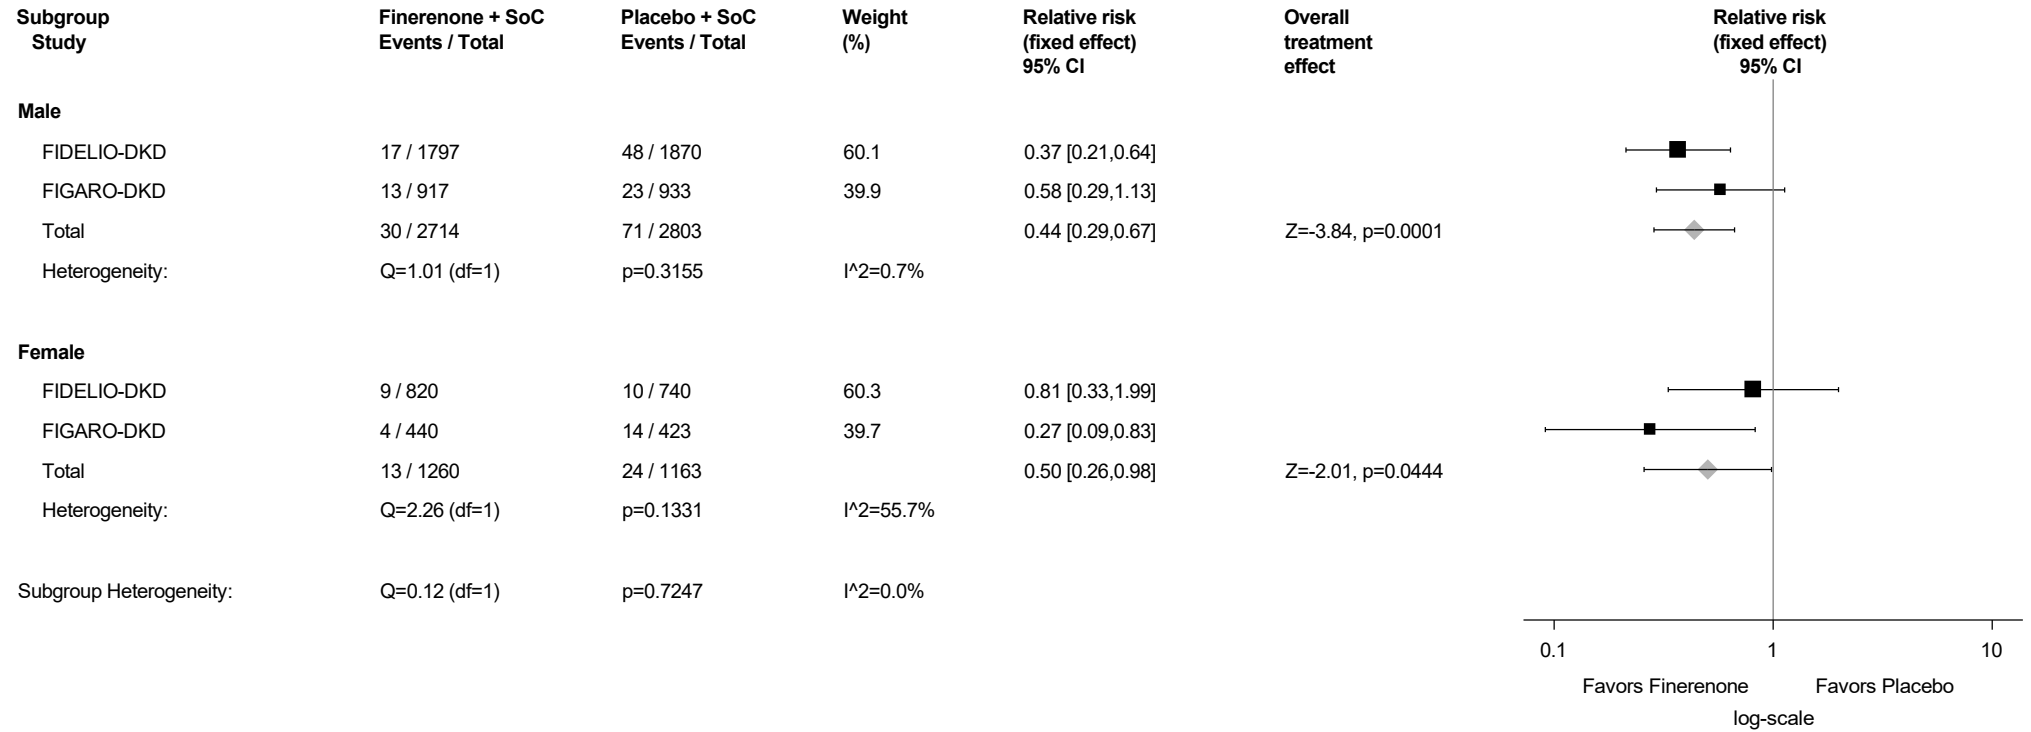 Subgroup Finerenone + SoC Placebo + SoC Weight Relative risk Overall Relative risk
Study Events / Total Events / Total (%) (fixed effect) treatment (fixed effect)
95% CI effect 95% CI
Male
FIDELIO-DKD 17 / 1797 48 / 1870 60.1 0.37 [0.21,0.64]
FIGARO-DKD 13 / 917 23 / 933 39.9 0.58 [0.29,1.13]
Total 30 / 2714 71 / 2803 0.44 [0.29,0.67] Z=-3.84, p=0.0001
Heterogeneity: Q=1.01 (df=1) p=0.3155 I^2=0.7%
Female
FIDELIO-DKD 9 / 820 10 / 740 60.3 0.81 [0.33,1.99]
FIGARO-DKD 4 / 440 14 / 423 39.7 0.27 [0.09,0.83]
Total 13 / 1260 24 / 1163 0.50 [0.26,0.98] Z=-2.01, p=0.0444
Heterogeneity: Q=2.26 (df=1) p=0.1331 I^2=55.7%
Subgroup Heterogeneity: Q=0.12 (df=1) p=0.7247 I^2=0.0%
0.1 1 10
Favors Finerenone Favors Placebo
log-scale